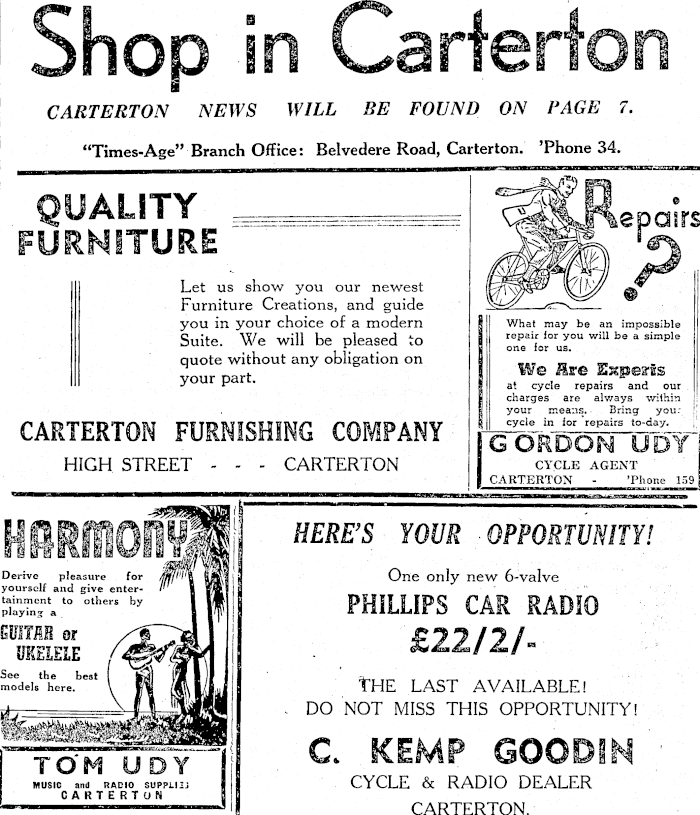 Shop in Carterton
CARTERTON NEWS WILL BE FOUND ON PAGE 7.
"Times-Age" Branch Office: Belvedere Road, Carterton. 'Phone 34.
QUALITY
FURNITURE
Let us show you our newest
Furniture Creations, and guide
you in your choice of a modern
Suite. We will be pleased to
quote without any obligation on
your part.
CARTERTON FURNISHING COMPANY
HIGH STREET - - - CARTERTON
Repairs
?
What may be an impossible
repair for you will be a simple
one for us.
We Are Experts
at cycle repairs and our
charges are always within
your means. Bring your
cycle in for repairs to-day.
GORDON UDY
CYCLE AGENT
CARTERTON - 'Phone 159
HARMONY
Derive pleasure for
yourself and give enter-
tainment to others by
playing a
GUITAR or
UKELELE
See the best
models here.
TOM UDY
MUSIC and RADIO SUPPLIES
CARTERTON
HERE'S YOUR OPPORTUNITY!
One only new 6-valve
PHILLIPS CAR RADIO
£22/2/-
THE LAST AVAILABLE!
DO NOT MISS THIS OPPORTUNITY!
C. KEMP GOODIN
CYCLE & RADIO DEALER
CARTERTON.